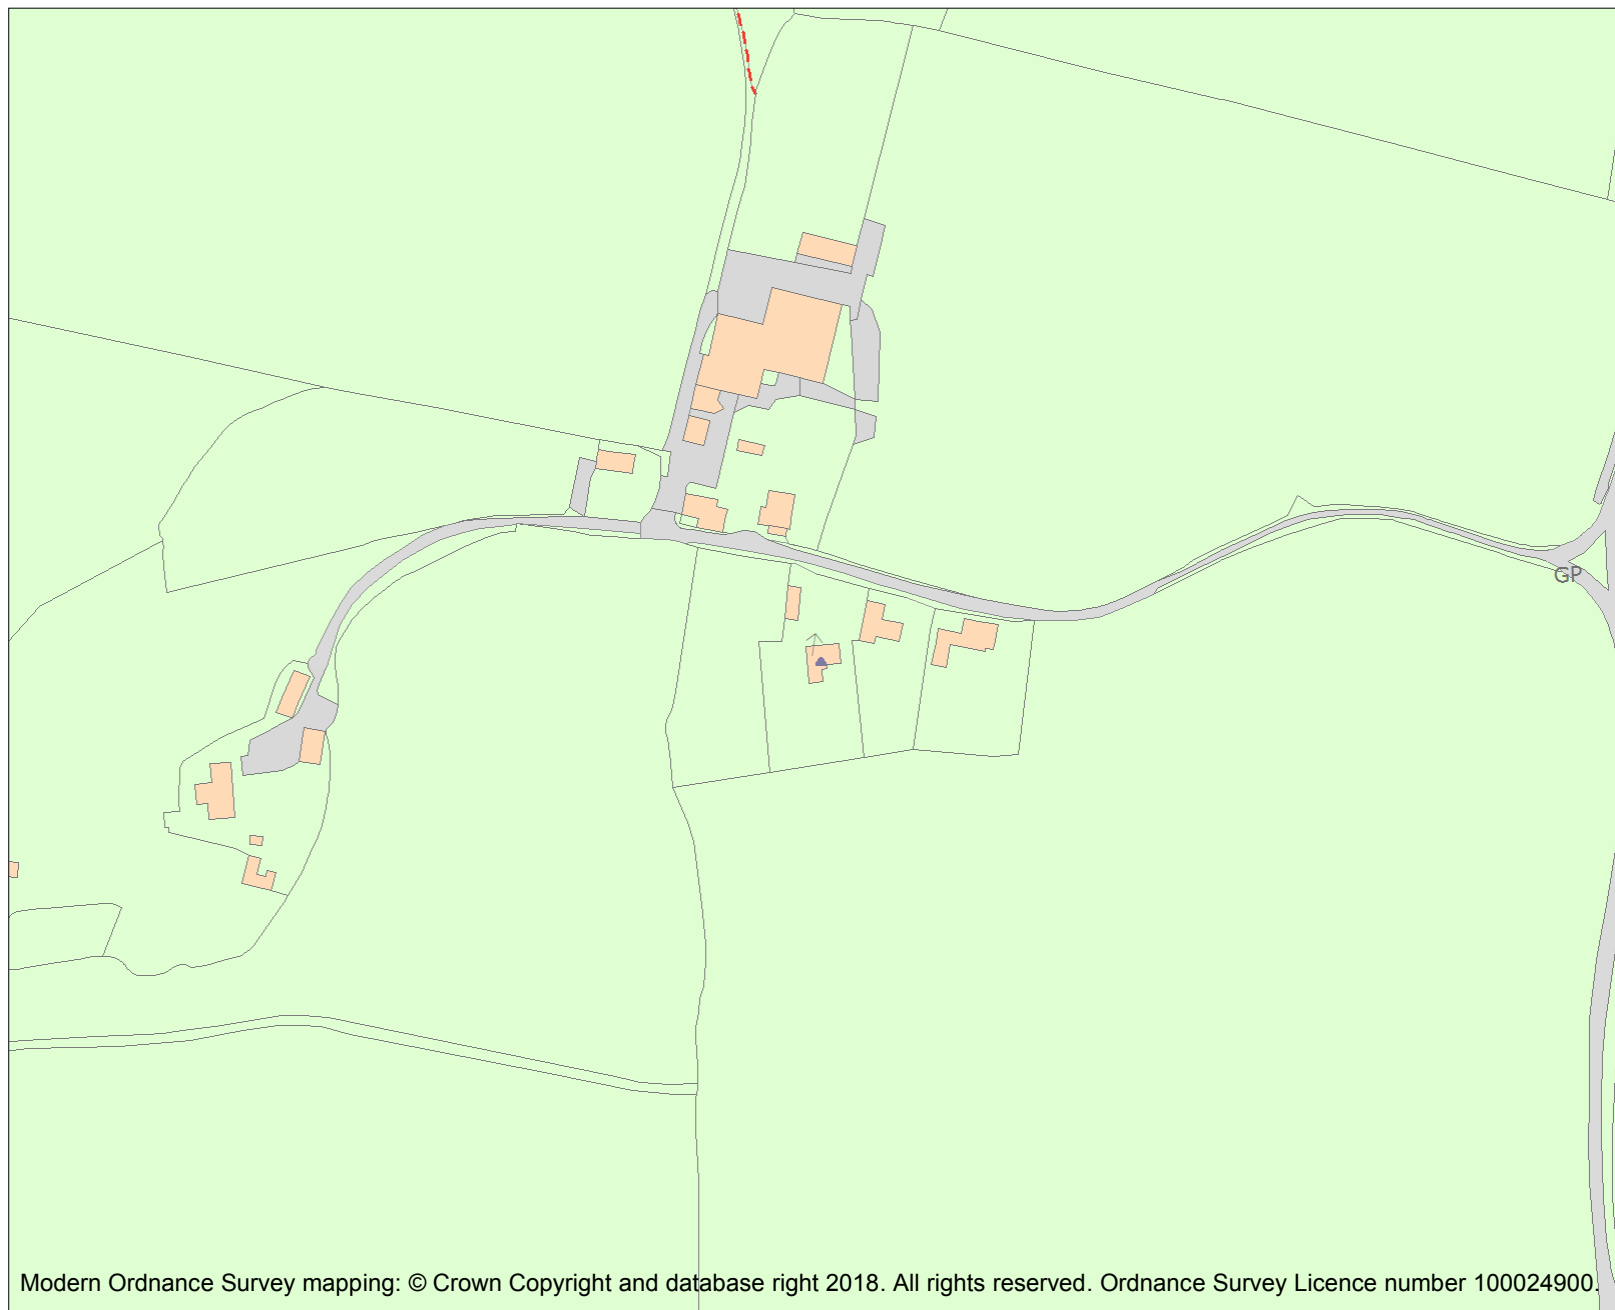 GP
Modern Ordnance Survey mapping: © Crown Copyright and database right 2018. All rights reserved. Ordnance Survey Licence number 100024900.